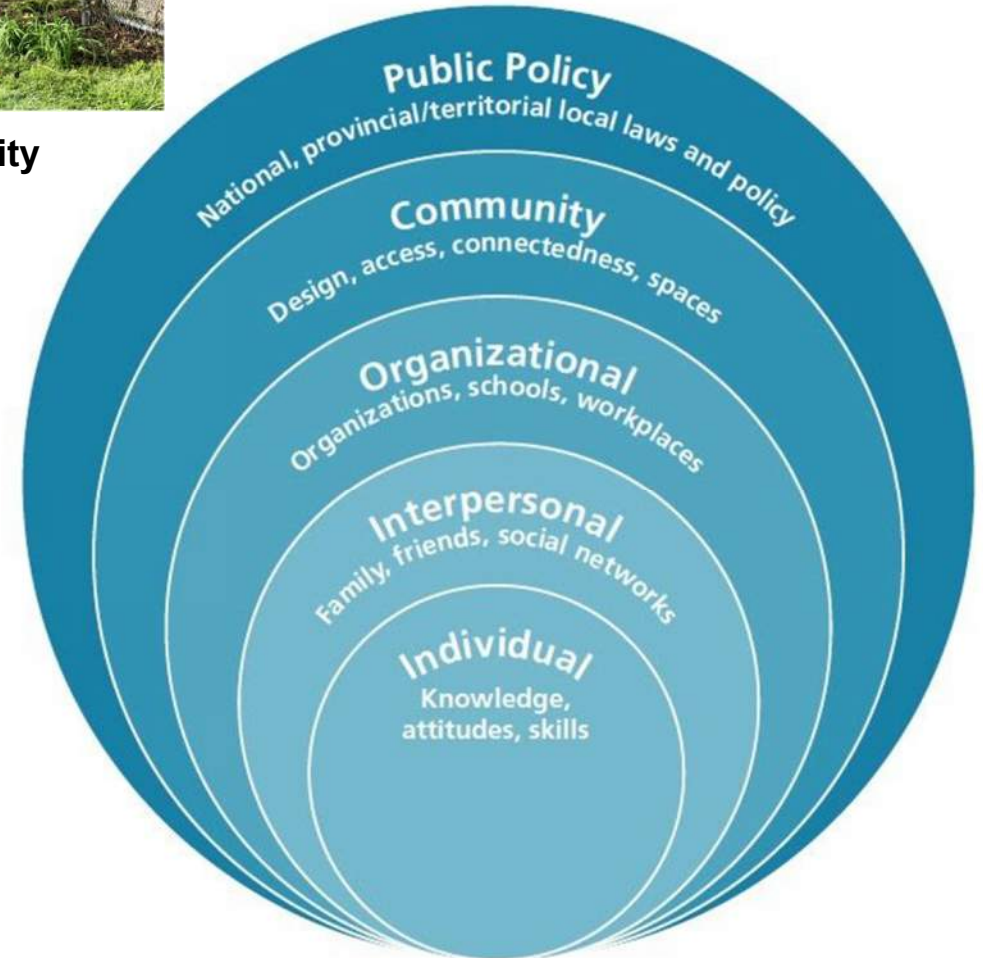 ity
Public Policy
National, provincial/territorial local laws and policy
Community
Design, access, connectedness, spaces
Organizational
Organizations, schools, workplaces
Interpersonal
Family, friends, social networks
Individual
Knowledge,
attitudes, skills